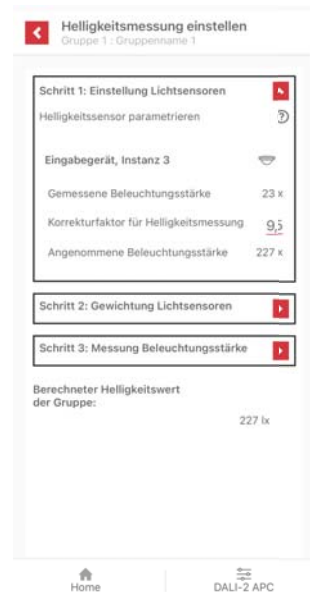 Helligkeitsmessung einstellen
Gruppe 1 : Gruppenname 1
Schritt 1: Einstellung Lichtsensoren
Helligkeitssensor parametrieren
Eingabegerät, Instanz 3
Gemessene Beleuchtungsstärke 23 x
Korrekturfaktor für Helligkeitsmessung 9,5
Angenommene Beleuchtungsstärke 227 x
Schritt 2: Gewichtung Lichtsensoren
Schritt 3: Messung Beleuchtungsstärke
Berechneter Helligkeitswert
der Gruppe:
227 lx
Home DALI-2 APC